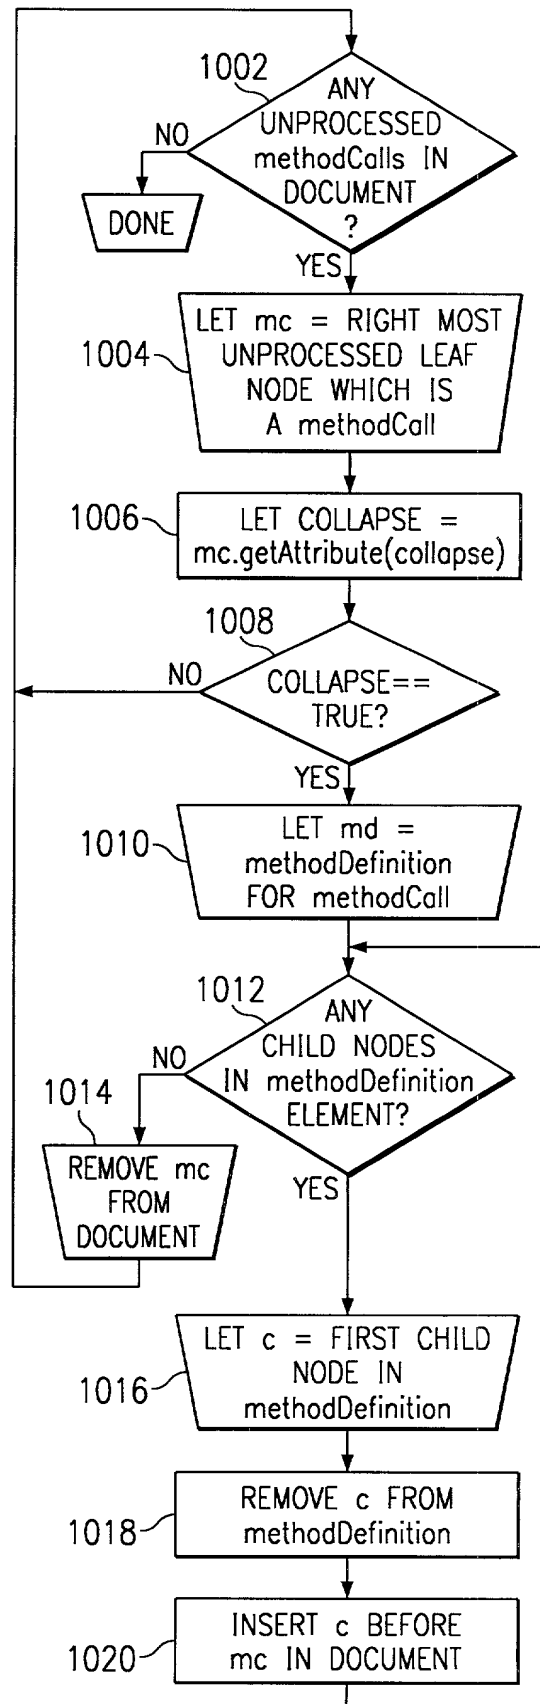 1002
ANY
UNPROCESSED
methodCalls IN
DOCUMENT
?
NO
DONE
YES
1004
LET mc = RIGHT MOST
UNPROCESSED LEAF
NODE WHICH IS
A methodCall
1006
LET COLLAPSE =
mc.getAttribute(collapse)
1008
NO
COLLAPSE==
TRUE?
YES
1010
LET md =
methodDefinition
FOR methodCall
1012
ANY
CHILD NODES
IN methodDefinition
ELEMENT?
NO
1014
REMOVE mc
FROM
DOCUMENT
YES
1016
LET c = FIRST CHILD
NODE IN
methodDefinition
1018
REMOVE c FROM
methodDefinition
1020
INSERT c BEFORE
mc IN DOCUMENT